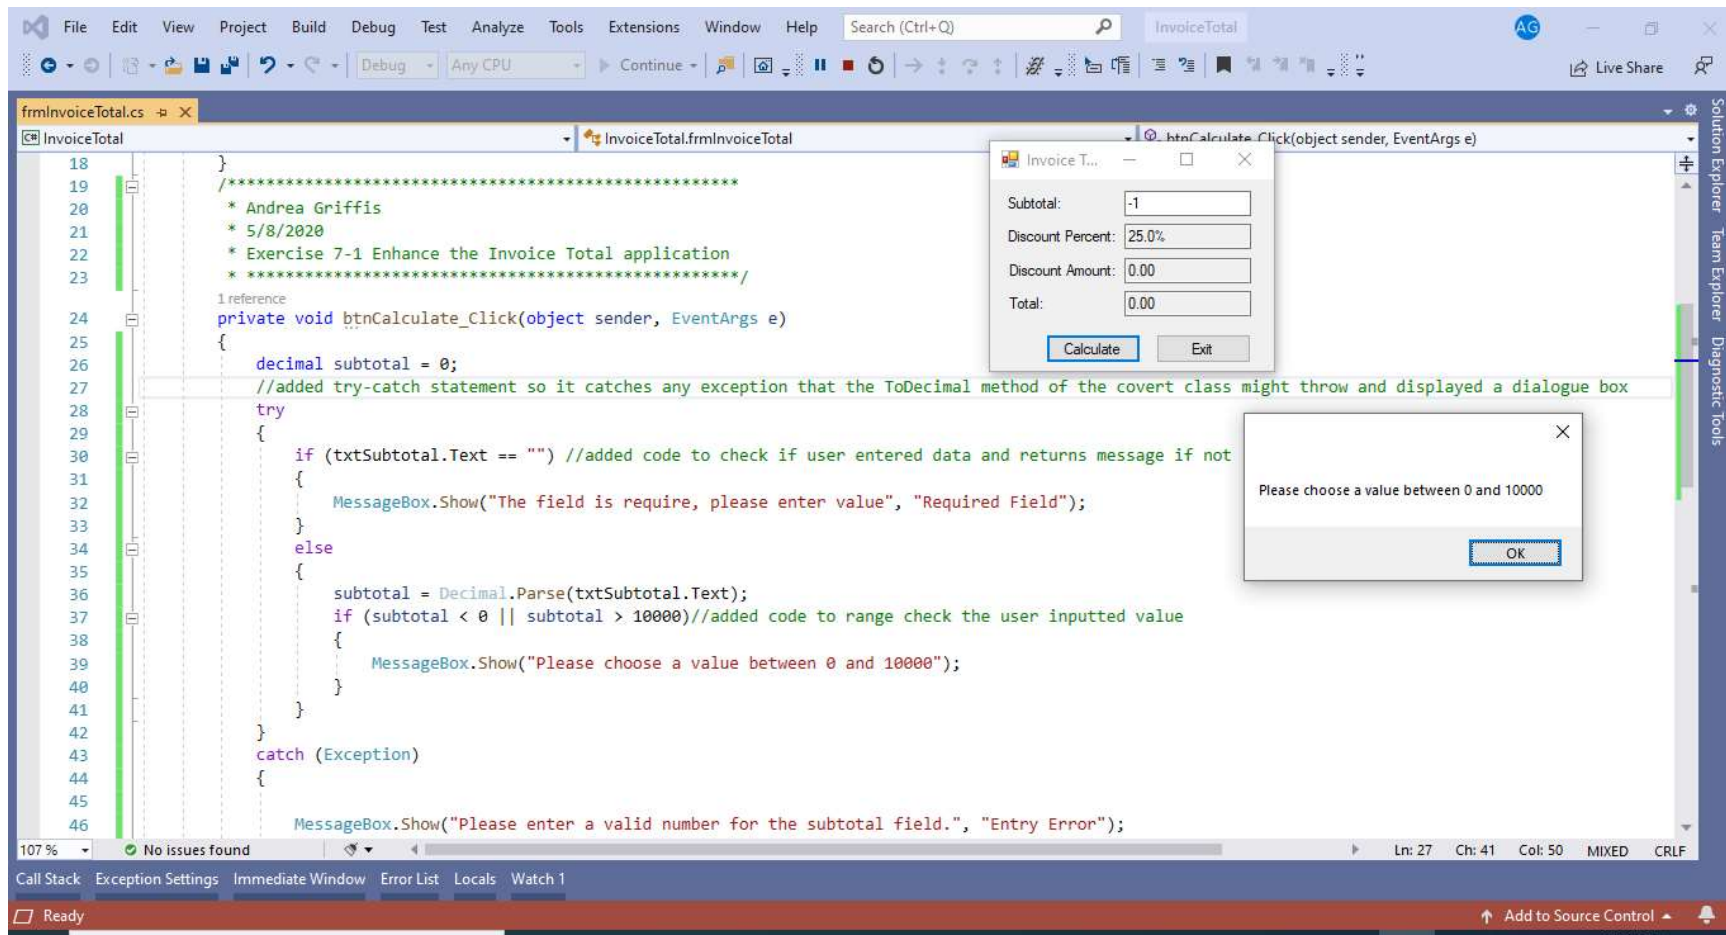 File Edit View Project Build Debug Test Analyze Tools Extensions Window Help Search (Ctrl+Q) InvoiceTotal AG
Debug Any CPU Continue Live Share
frmInvoiceTotal.cs
C# InvoiceTotal InvoiceTotal.frmInvoiceTotal btnCalculate_Click(object sender, EventArgs e)
18 }
19 /*****************************************************
20 * Andrea Griffis
21 * 5/8/2020
22 * Exercise 7-1 Enhance the Invoice Total application
23 * ****************************************************/
1 reference
24 private void btnCalculate_Click(object sender, EventArgs e)
25 {
26 decimal subtotal = 0;
27 //added try-catch statement so it catches any exception that the ToDecimal method of the covert class might throw and displayed a dialogue box
28 try
29 {
30 if (txtSubtotal.Text == "") //added code to check if user entered data and returns message if not
31 {
32 MessageBox.Show("The field is require, please enter value", "Required Field");
33 }
34 else
35 {
36 subtotal = Decimal.Parse(txtSubtotal.Text);
37 if (subtotal < 0 || subtotal > 10000)//added code to range check the user inputted value
38 {
39 MessageBox.Show("Please choose a value between 0 and 10000");
40 }
41 }
42 }
43 catch (Exception)
44 {
45
46 MessageBox.Show("Please enter a valid number for the subtotal field.", "Entry Error");
Invoice T...
Subtotal: -1
Discount Percent: 25.0%
Discount Amount: 0.00
Total: 0.00
Calculate Exit
Please choose a value between 0 and 10000
OK
Solution Explorer
Team Explorer
Diagnostic Tools
107 % No issues found Ln: 27 Ch: 41 Col: 50 MIXED CRLF
Call Stack Exception Settings Immediate Window Error List Locals Watch 1
Ready Add to Source Control